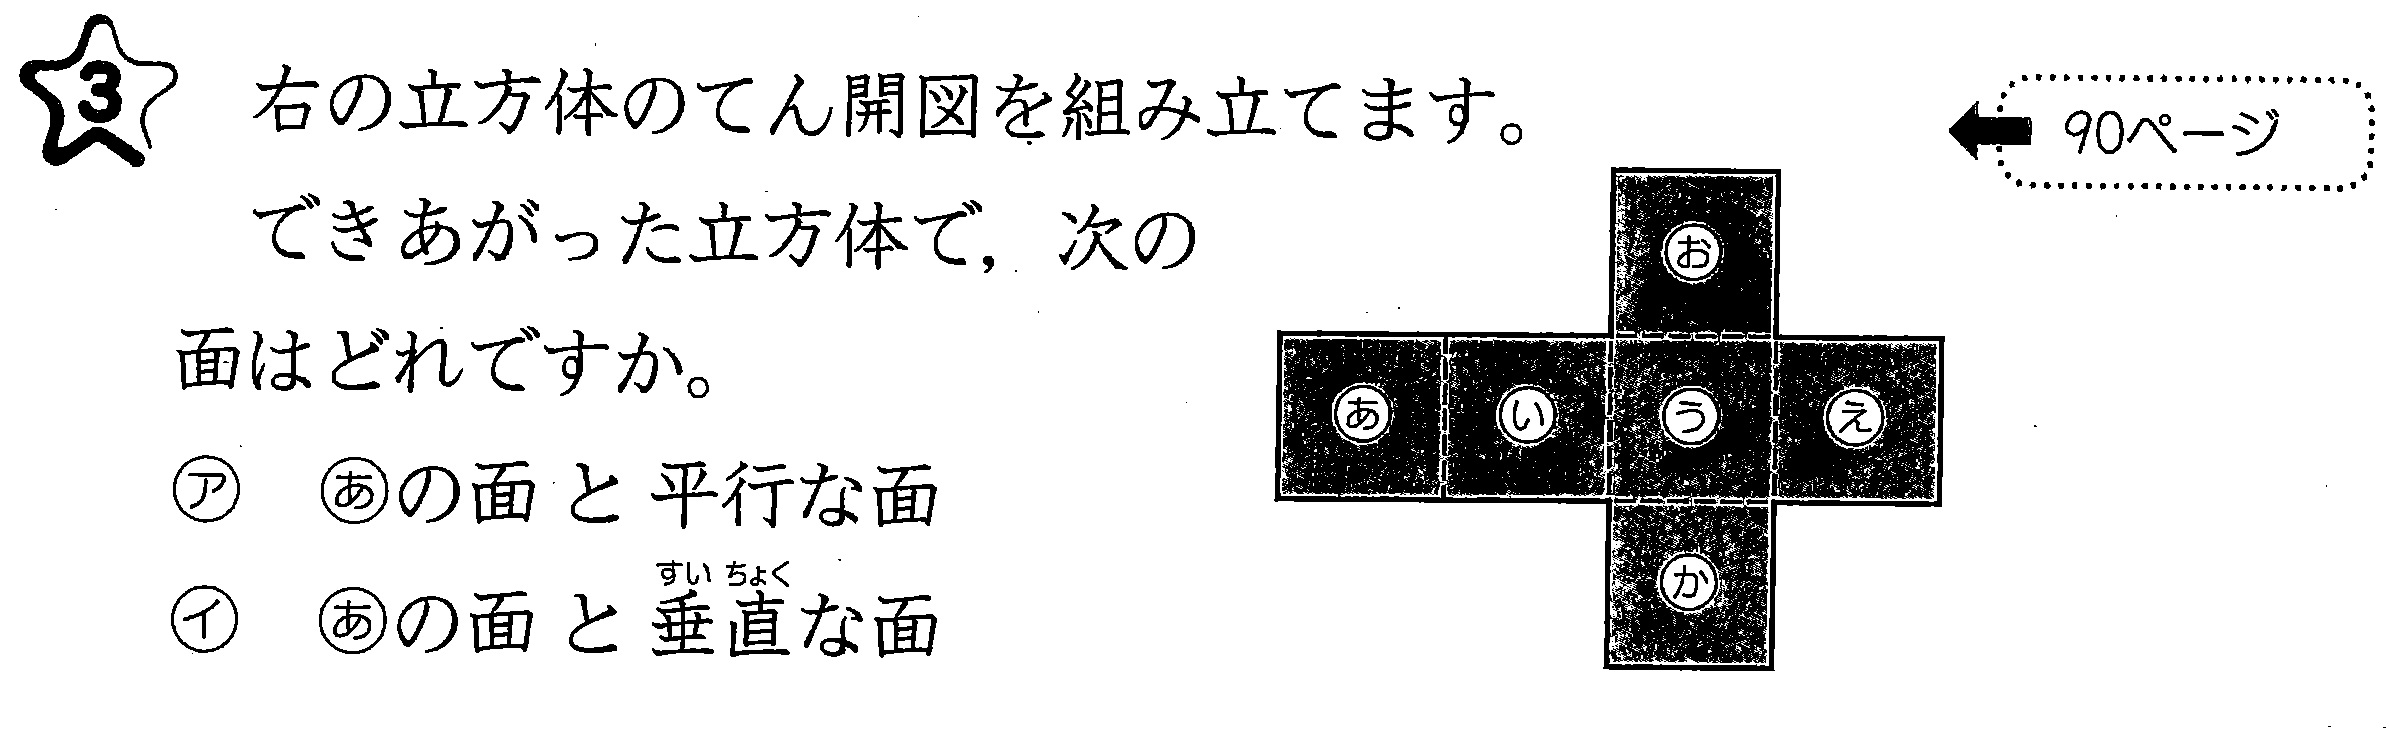 3 右の立方体のてん開図を組み立てます。
できあがった立方体で，次の
面はどれですか。
㋐ あの面と平行な面
すいちょく
㋑ あの面と垂直な面
90ページ
お
あ い う え
か